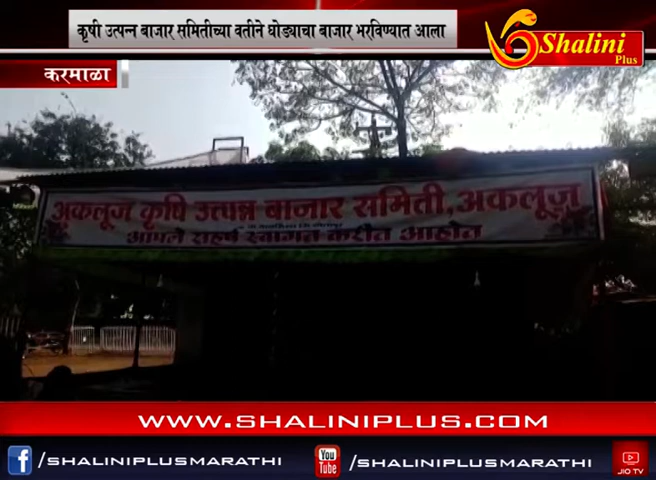 कृषी उत्पन्न बाजार समितीच्या वतीने घोड्याचा बाजार भरविण्यात आला
Shalini
Plus
करमाळा
अकलूज कृषि उत्पन्न बाजार समिती, अकलूज
आपले सहर्ष स्वागत करीत आहोत
WWW.SHALINIPLUS.COM
f /SHALINIPLUSMARATHI
You Tube /SHALINIPLUSMARATHI
JIO TV